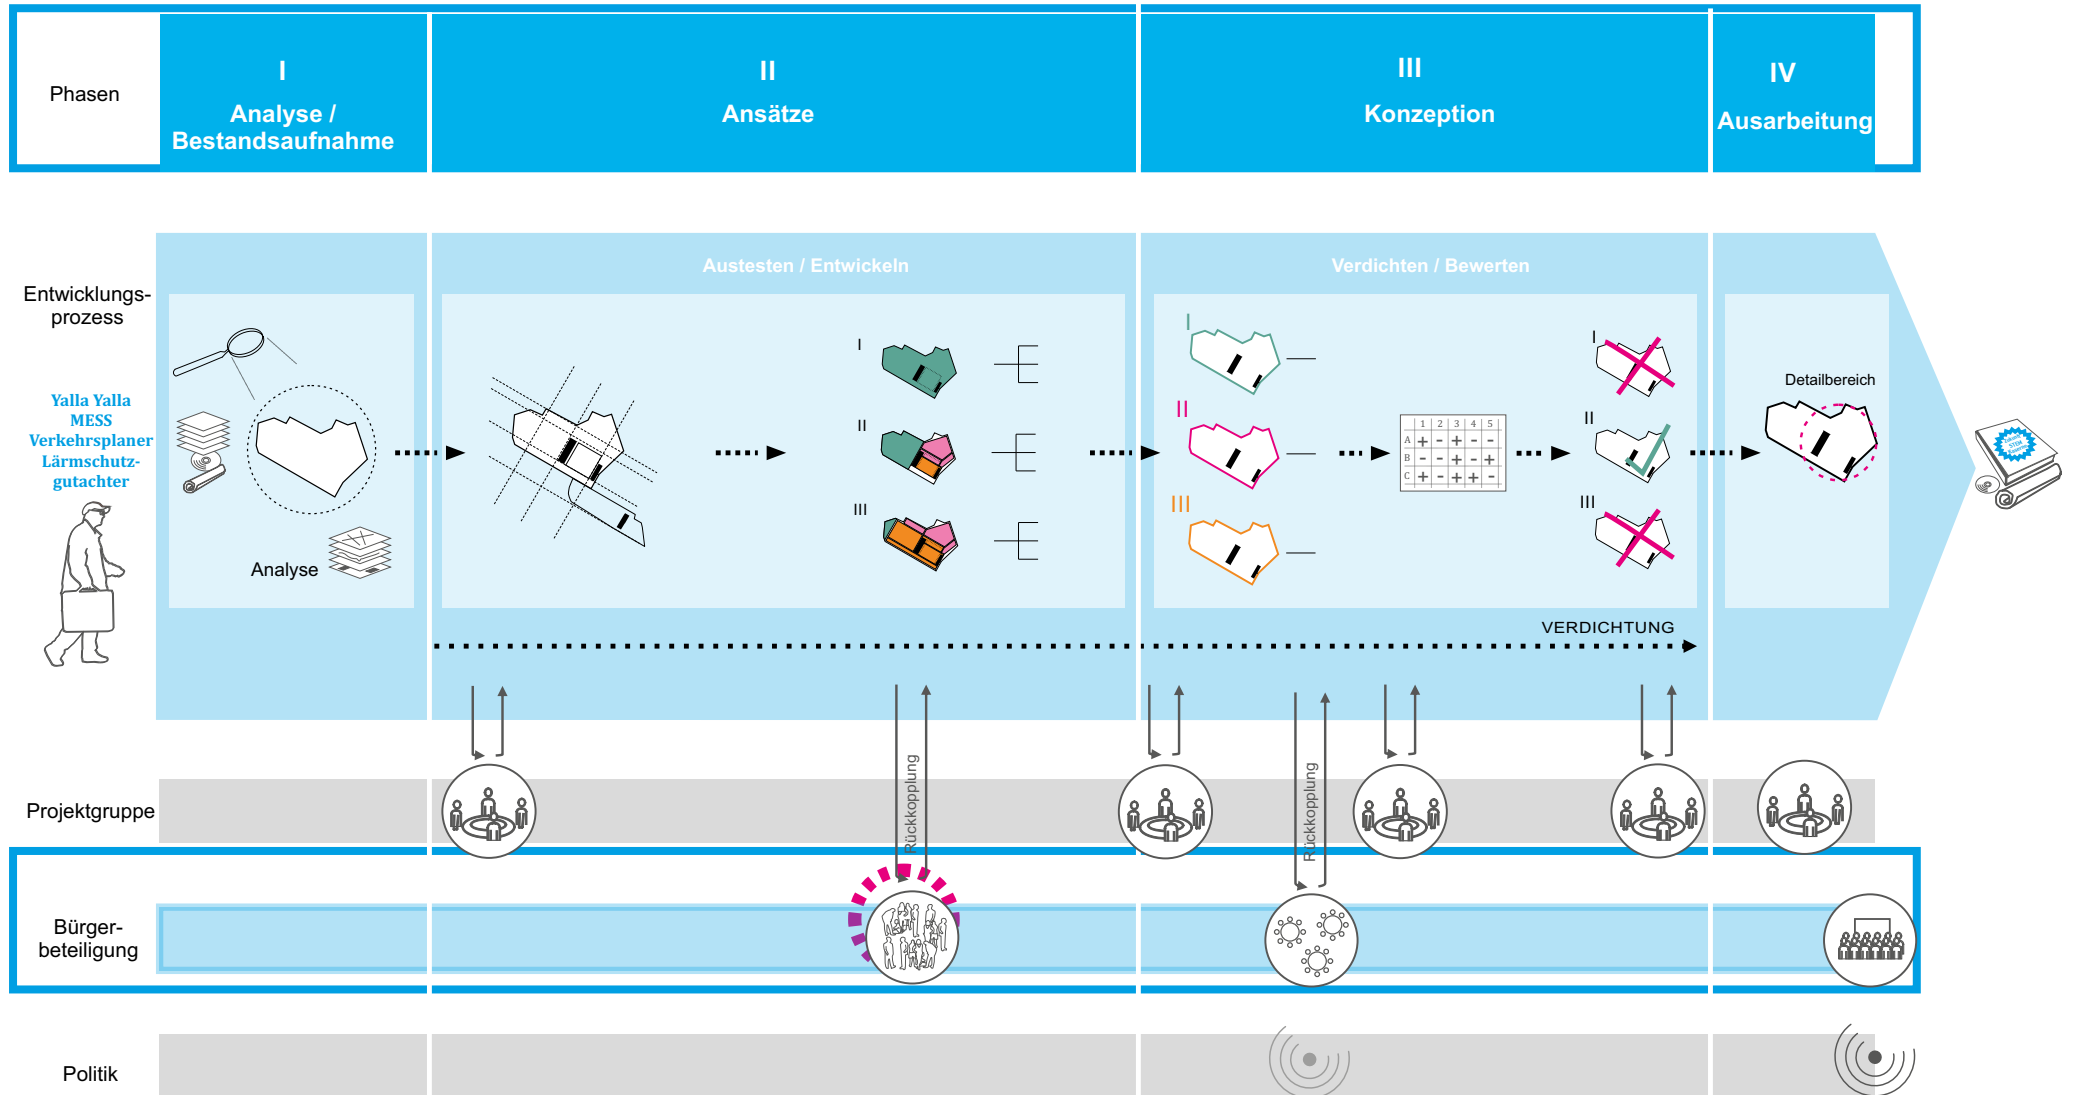 Phasen
I
Analyse /
Bestandsaufnahme
II
Ansätze
III
Konzeption
IV
Ausarbeitung
Entwicklungs-
prozess
Yalla Yalla
MESS
Verkehrsplaner
Lärmschutz-
gutachter
Analyse
Austesten / Entwickeln
I
II
III
Verdichten / Bewerten
I
II
III
1 2 3 4 5
A + - + - -
B - - + - +
C + - + + -
I
II
III
Detailbereich
VERDICHTUNG
Rückkopplung
Rückkopplung
Projektgruppe
Bürger-
beteiligung
Politik